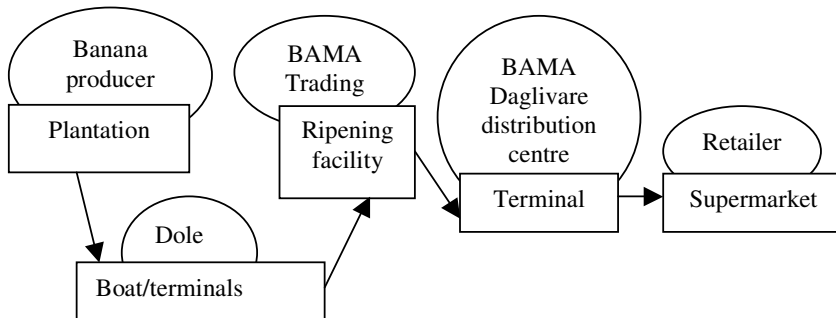 Banana
producer
Plantation
Dole
Boat/terminals
BAMA
Trading
Ripening
facility
BAMA
Daglivare
distribution
centre
Terminal
Retailer
Supermarket